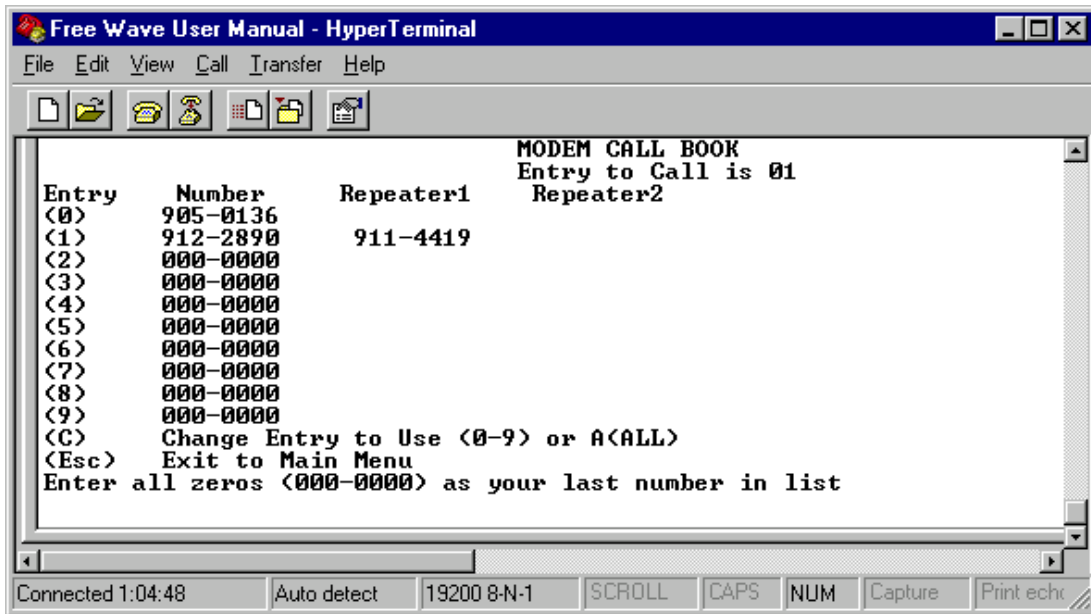 Free Wave User Manual - HyperTerminal
File Edit View Call Transfer Help
MODEM CALL BOOK
Entry to Call is 01
Entry Number Repeater1 Repeater2
(0) 905-0136
(1) 912-2890 911-4419
(2) 000-0000
(3) 000-0000
(4) 000-0000
(5) 000-0000
(6) 000-0000
(7) 000-0000
(8) 000-0000
(9) 000-0000
(C) Change Entry to Use (0-9) or A(ALL)
(Esc) Exit to Main Menu
Enter all zeros (000-0000) as your last number in list
Connected 1:04:48 Auto detect 19200 8-N-1 SCROLL CAPS NUM Capture Print echo